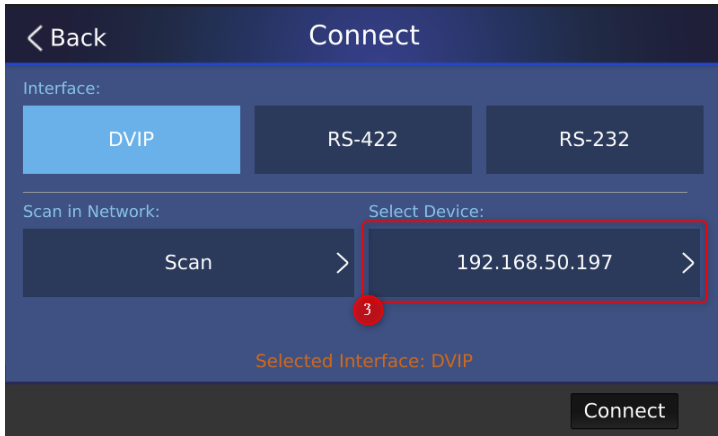 Back
Connect
Interface:
DVIP
RS-422
RS-232
Scan in Network:
Select Device:
Scan
192.168.50.197
3
Selected Interface: DVIP
Connect